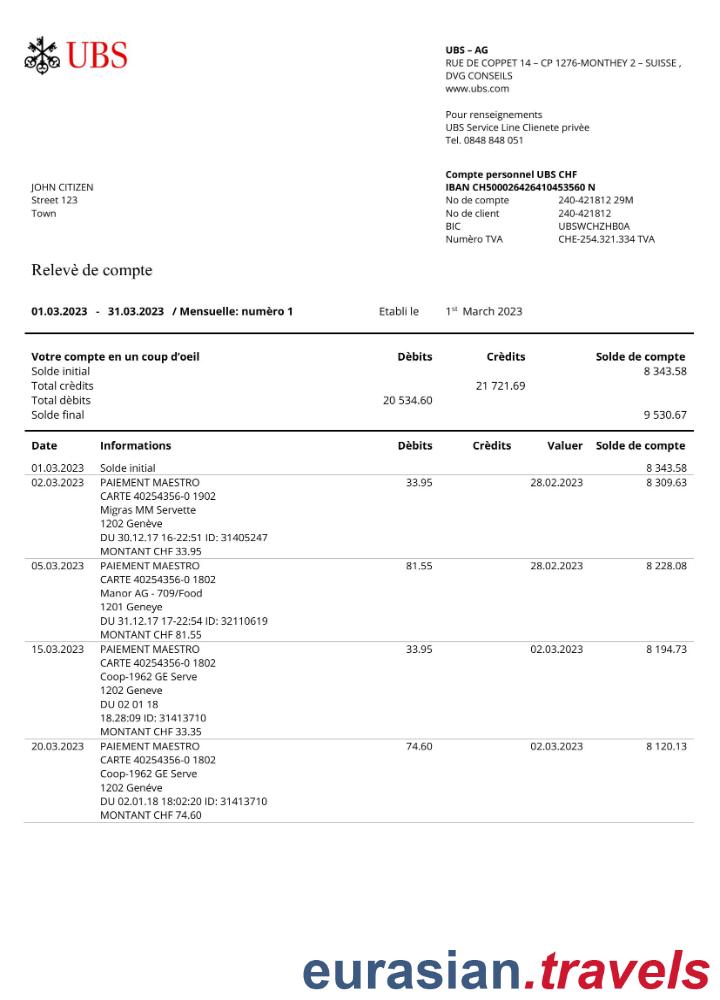 UBS
UBS – AG
RUE DE COPPET 14 – CP 1276-MONTHEY 2 – SUISSE ,
DVG CONSEILS
www.ubs.com
Pour renseignements
UBS Service Line Clienete privèe
Tel. 0848 848 051
JOHN CITIZEN
Street 123
Town
Compte personnel UBS CHF
IBAN CH500026426410453560 N
No de compte 240-421812 29M
No de client 240-421812
BIC UBSWCHZHB0A
Numèro TVA CHE-254.321.334 TVA
Relevè de compte
01.03.2023 - 31.03.2023 / Mensuelle: numèro 1 Etabli le 1st March 2023
Votre compte en un coup d'oeil Dèbits Crèdits Solde de compte
Solde initial 8 343.58
Total crèdits 21 721.69
Total dèbits 20 534.60
Solde final 9 530.67
Date Informations Dèbits Crèdits Valuer Solde de compte
01.03.2023 Solde initial 8 343.58
02.03.2023 PAIEMENT MAESTRO 33.95 28.02.2023 8 309.63
CARTE 40254356-0 1902
Migras MM Servette
1202 Genève
DU 30.12.17 16-22:51 ID: 31405247
MONTANT CHF 33.95
05.03.2023 PAIEMENT MAESTRO 81.55 28.02.2023 8 228.08
CARTE 40254356-0 1802
Manor AG - 709/Food
1201 Geneye
DU 31.12.17 17-22:54 ID: 32110619
MONTANT CHF 81.55
15.03.2023 PAIEMENT MAESTRO 33.95 02.03.2023 8 194.73
CARTE 40254356-0 1802
Coop-1962 GE Serve
1202 Geneve
DU 02 01 18
18.28:09 ID: 31413710
MONTANT CHF 33.35
20.03.2023 PAIEMENT MAESTRO 74.60 02.03.2023 8 120.13
CARTE 40254356-0 1802
Coop-1962 GE Serve
1202 Genéve
DU 02.01.18 18:02:20 ID: 31413710
MONTANT CHF 74.60
eurasian.travels